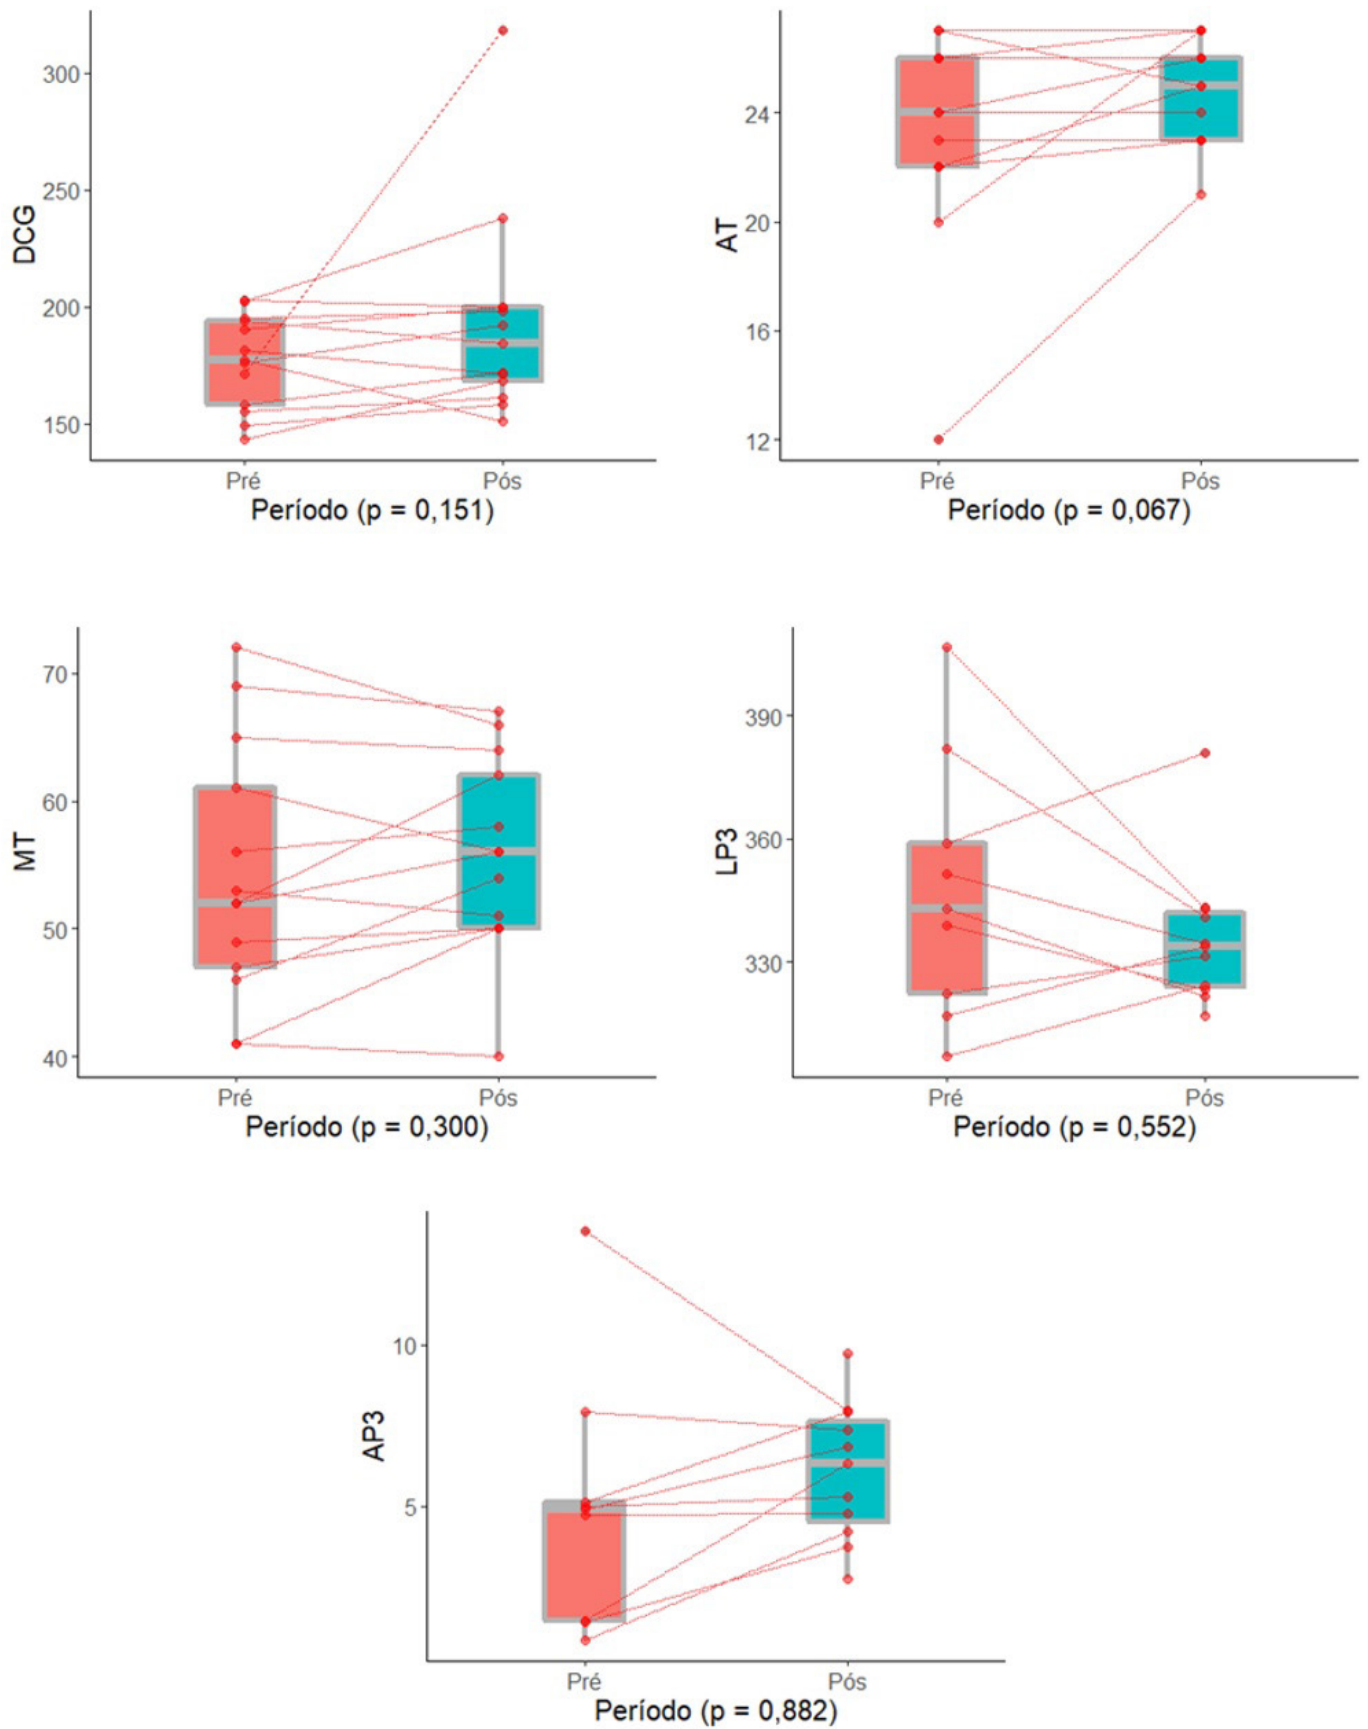 DCG
300
250
200
150
Pré
Pós
Período (p = 0,151)
AT
24
20
16
12
Pré
Pós
Período (p = 0,067)
MT
70
60
50
40
Pré
Pós
Período (p = 0,300)
LP3
390
360
330
Pré
Pós
Período (p = 0,552)
AP3
10
5
Pré
Pós
Período (p = 0,882)